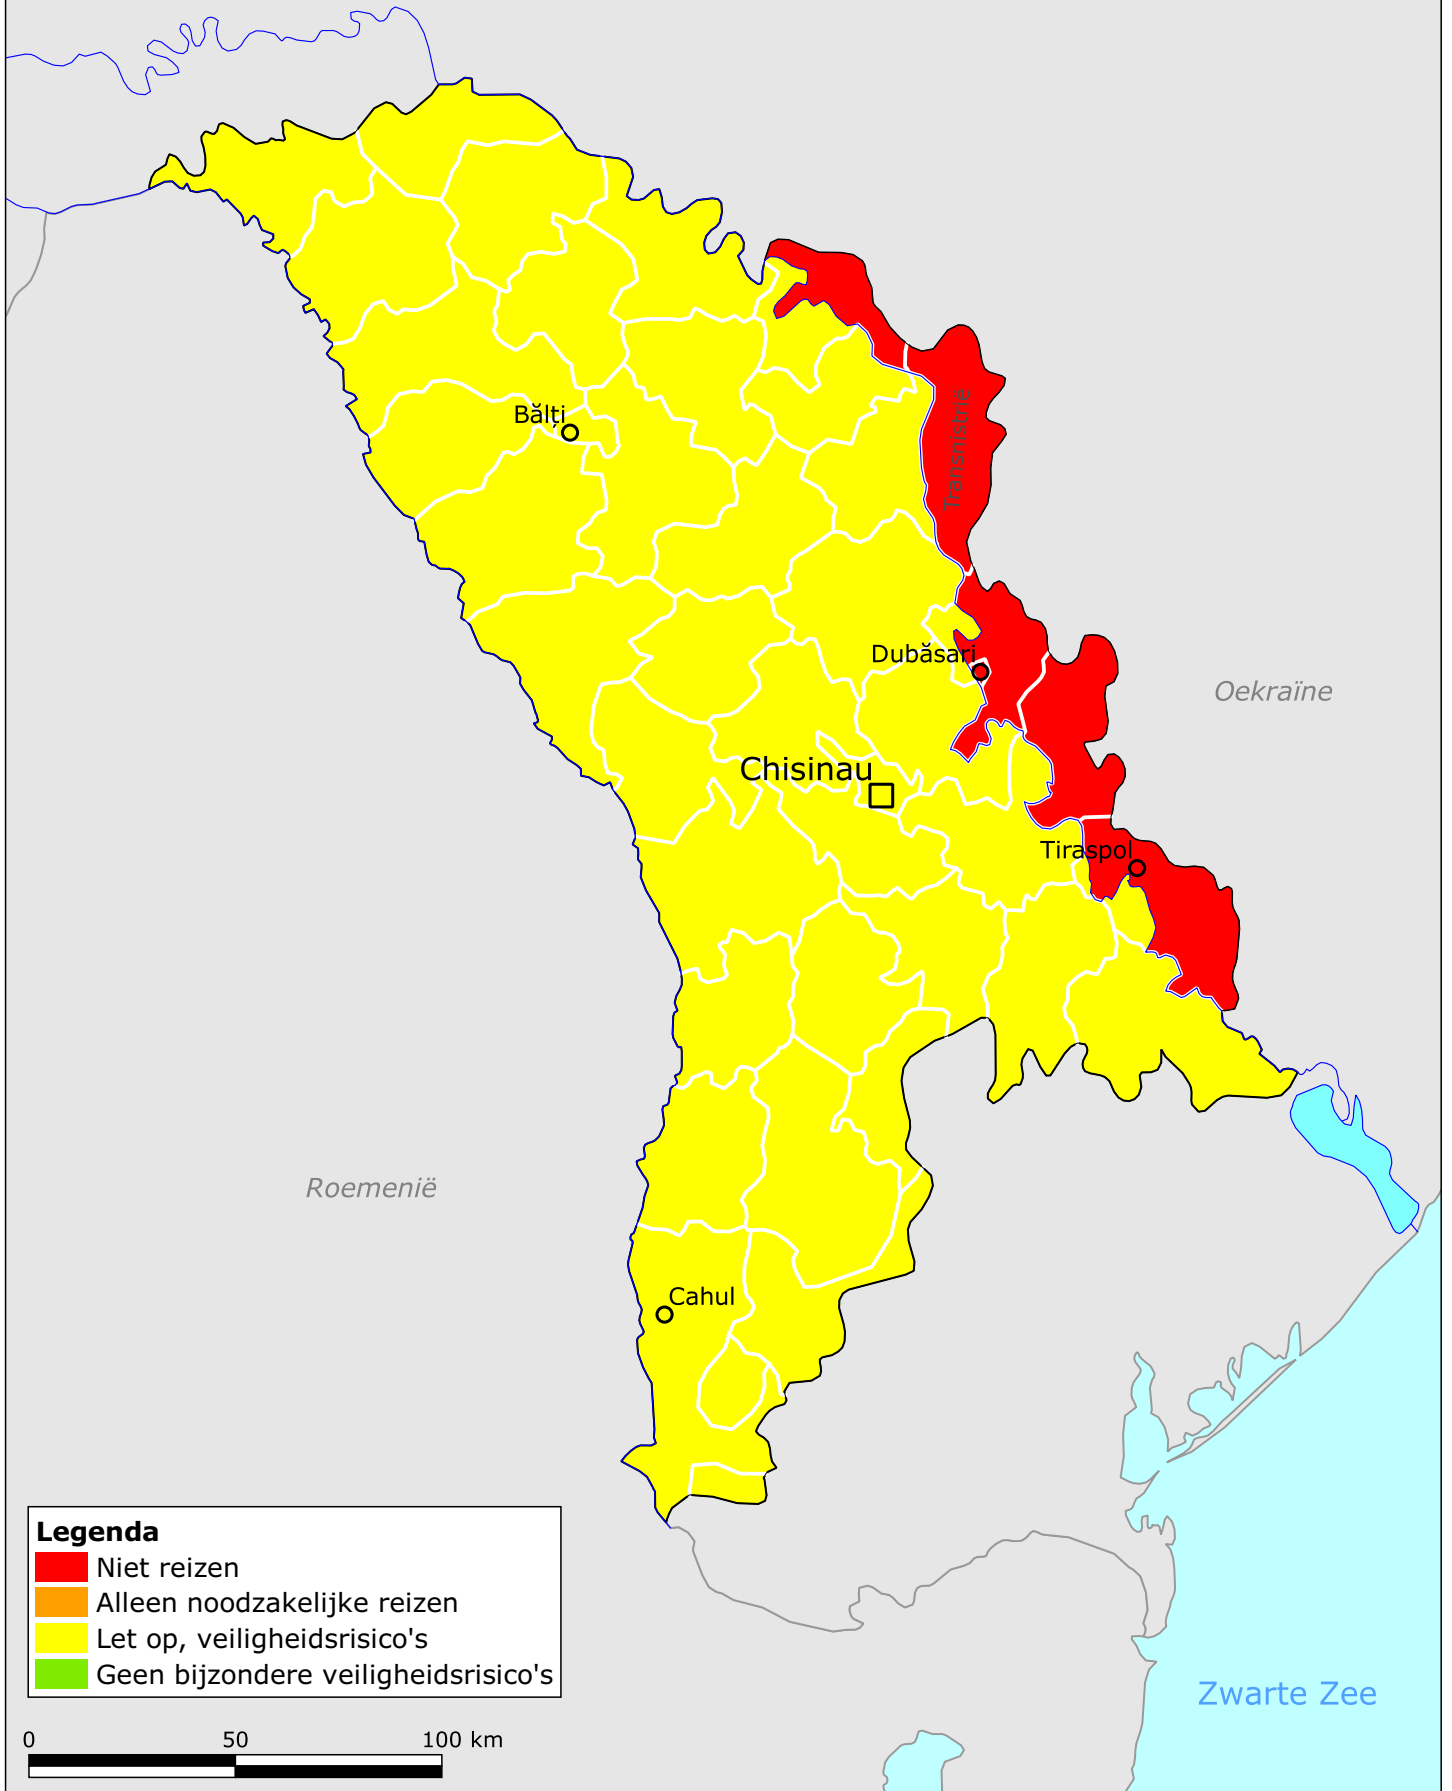 Bălți
Transnistrië
Dubăsari
Oekraïne
Chisinau
Tiraspol
Roemenië
Cahul
Legenda
Niet reizen
Alleen noodzakelijke reizen
Let op, veiligheidsrisico's
Geen bijzondere veiligheidsrisico's
Zwarte Zee
0 50 100 km